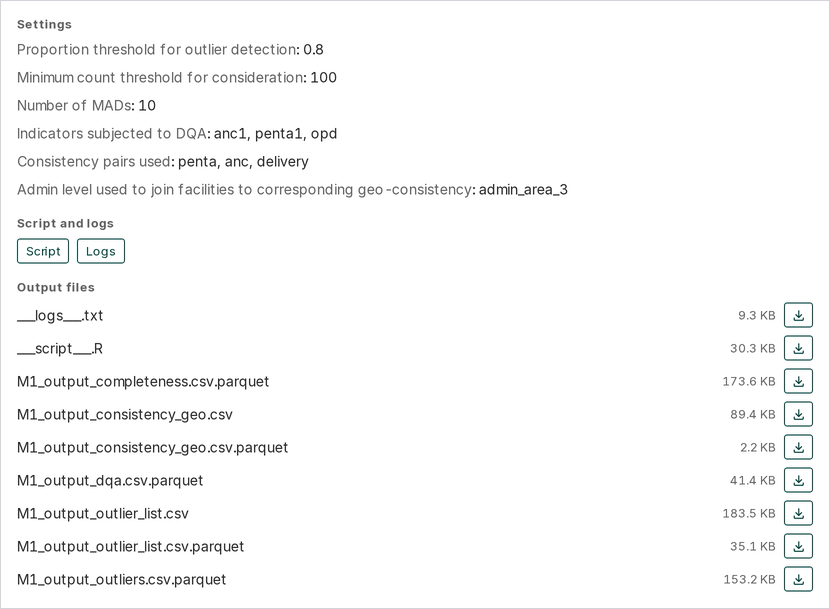 Settings
Proportion threshold for outlier detection: 0.8
Minimum count threshold for consideration: 100
Number of MADs: 10
Indicators subjected to DQA: anc1, penta1, opd
Consistency pairs used: penta, anc, delivery
Admin level used to join facilities to corresponding geo-consistency: admin_area_3
Script and logs
Script Logs
Output files
___logs___.txt 9.3 KB
___script___.R 30.3 KB
M1_output_completeness.csv.parquet 173.6 KB
M1_output_consistency_geo.csv 89.4 KB
M1_output_consistency_geo.csv.parquet 2.2 KB
M1_output_dqa.csv.parquet 41.4 KB
M1_output_outlier_list.csv 183.5 KB
M1_output_outlier_list.csv.parquet 35.1 KB
M1_output_outliers.csv.parquet 153.2 KB